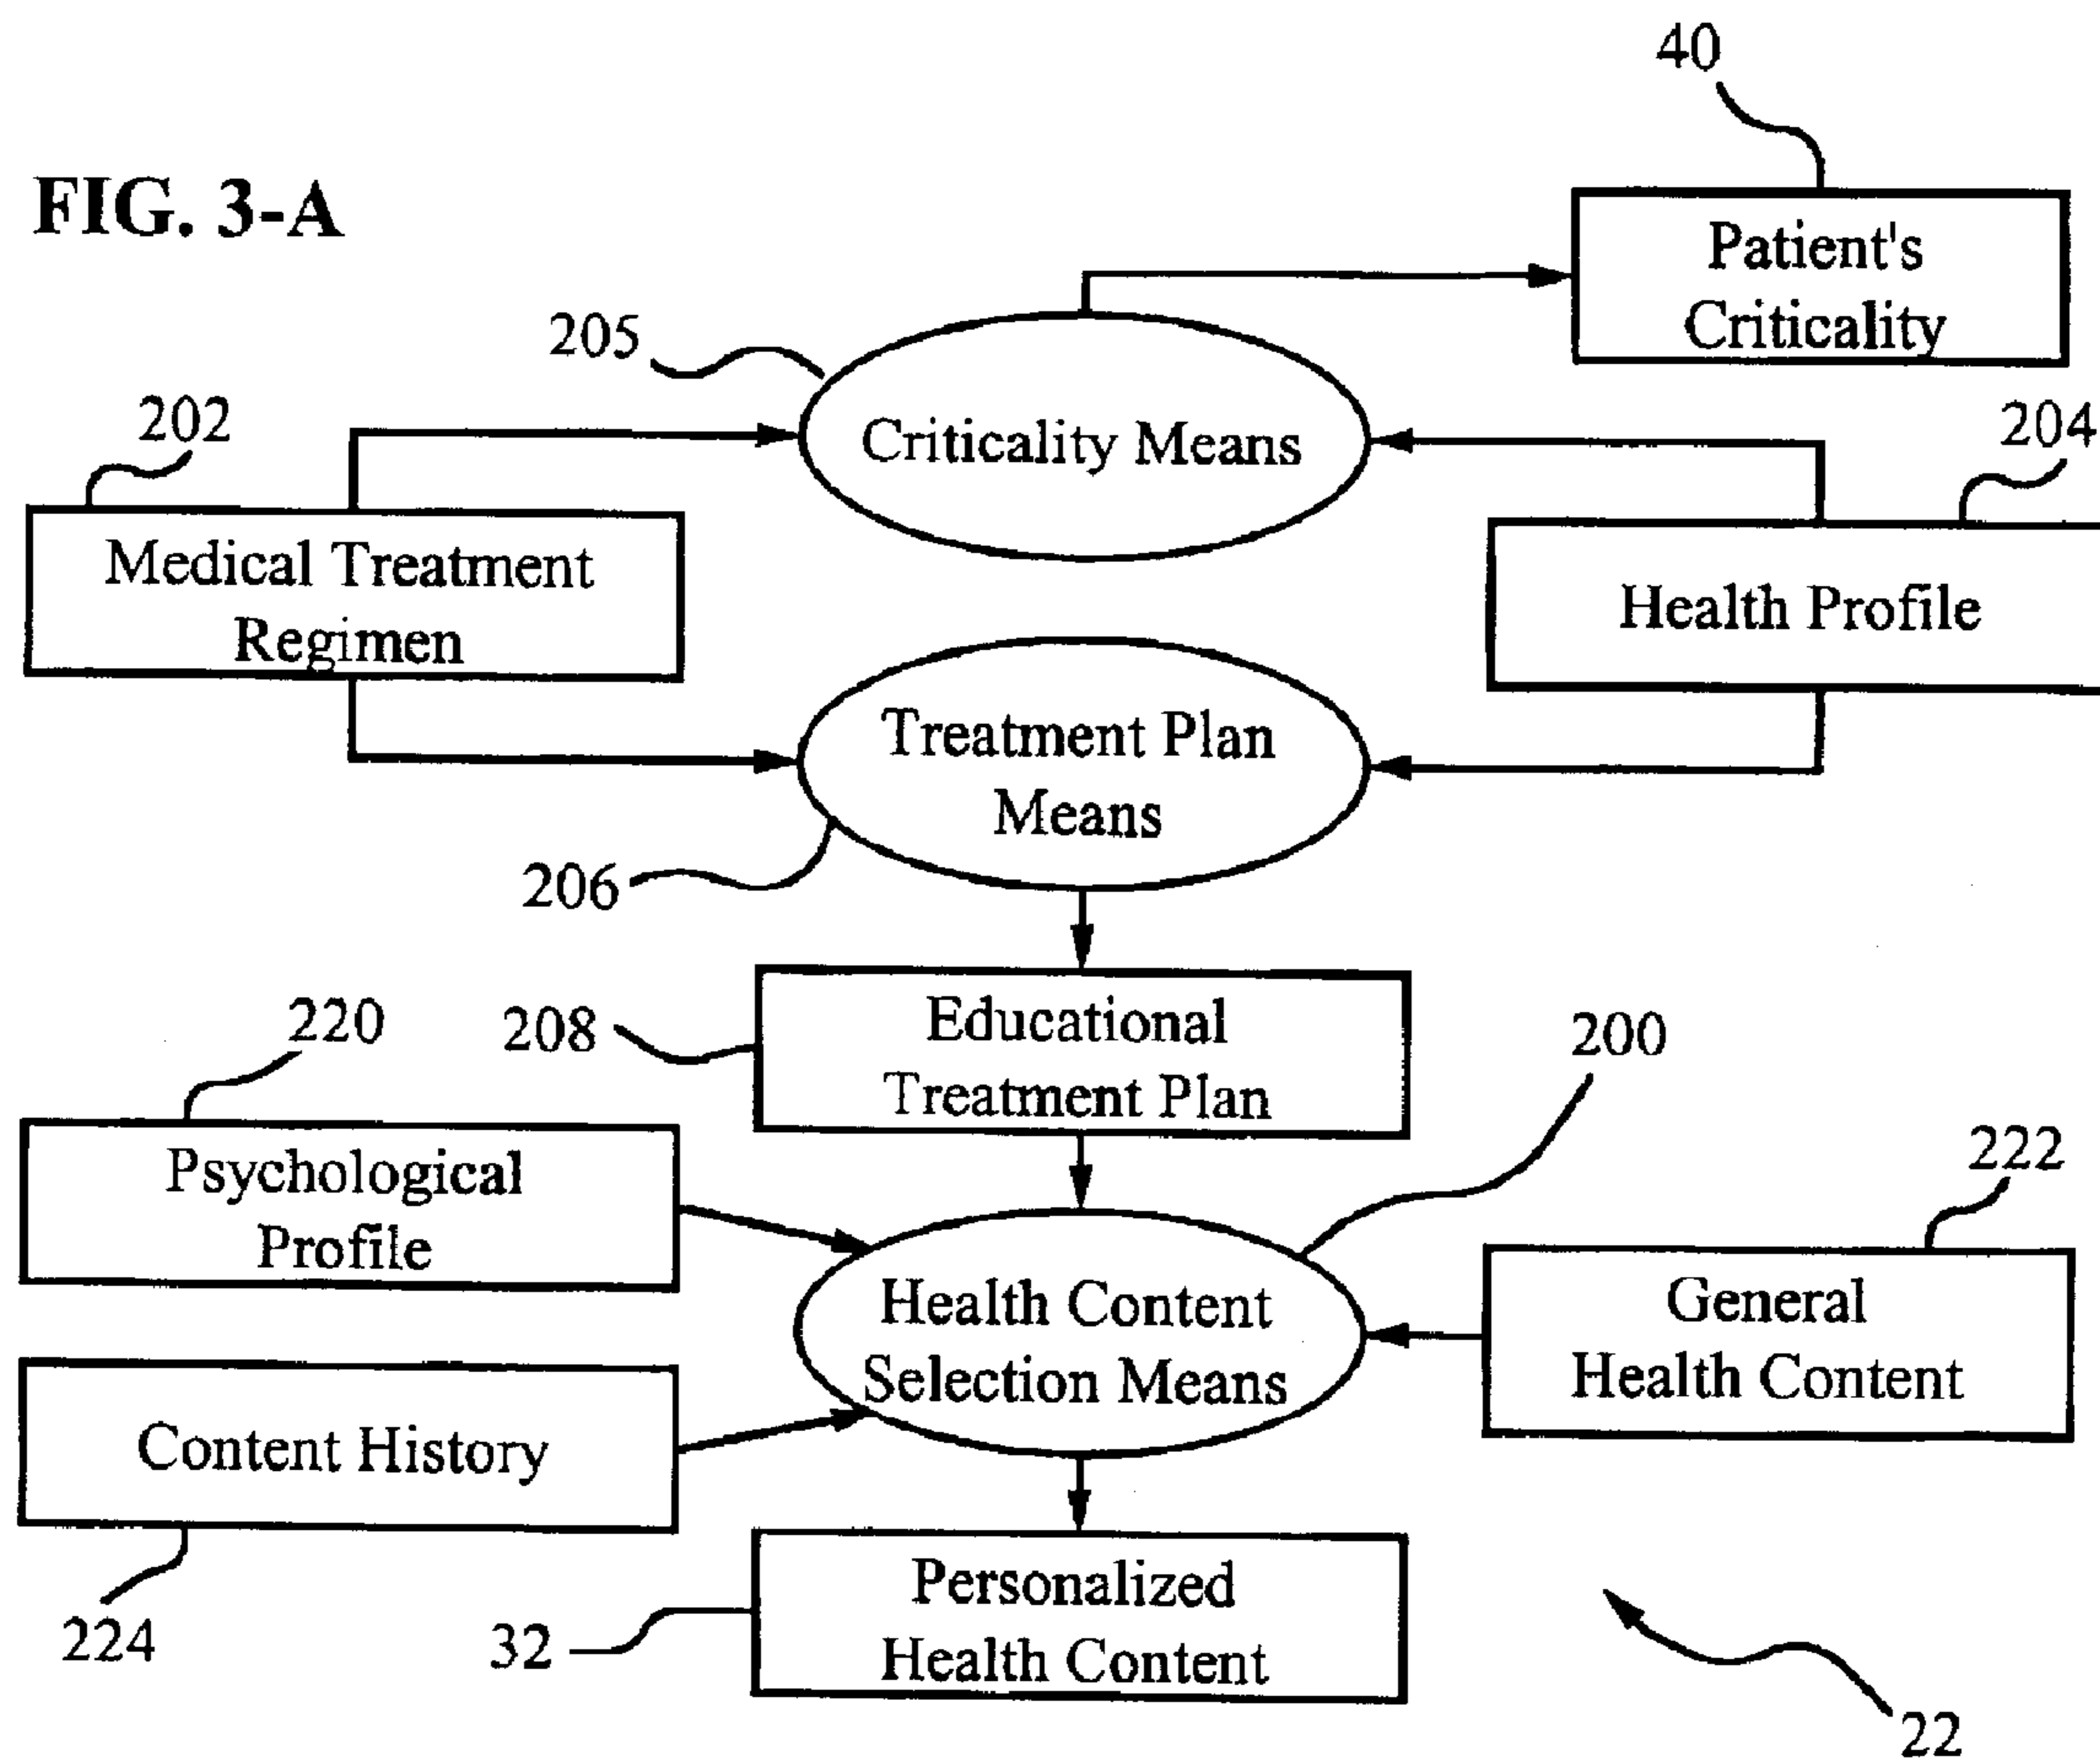 FIG. 3-A
40
Patient's
Criticality
205
Criticality Means
202
Medical Treatment
Regimen
204
Health Profile
Treatment Plan
Means
206
208
Educational
Treatment Plan
220
Psychological
Profile
200
222
Health Content
Selection Means
General
Health Content
Content History
224
32
Personalized
Health Content
22